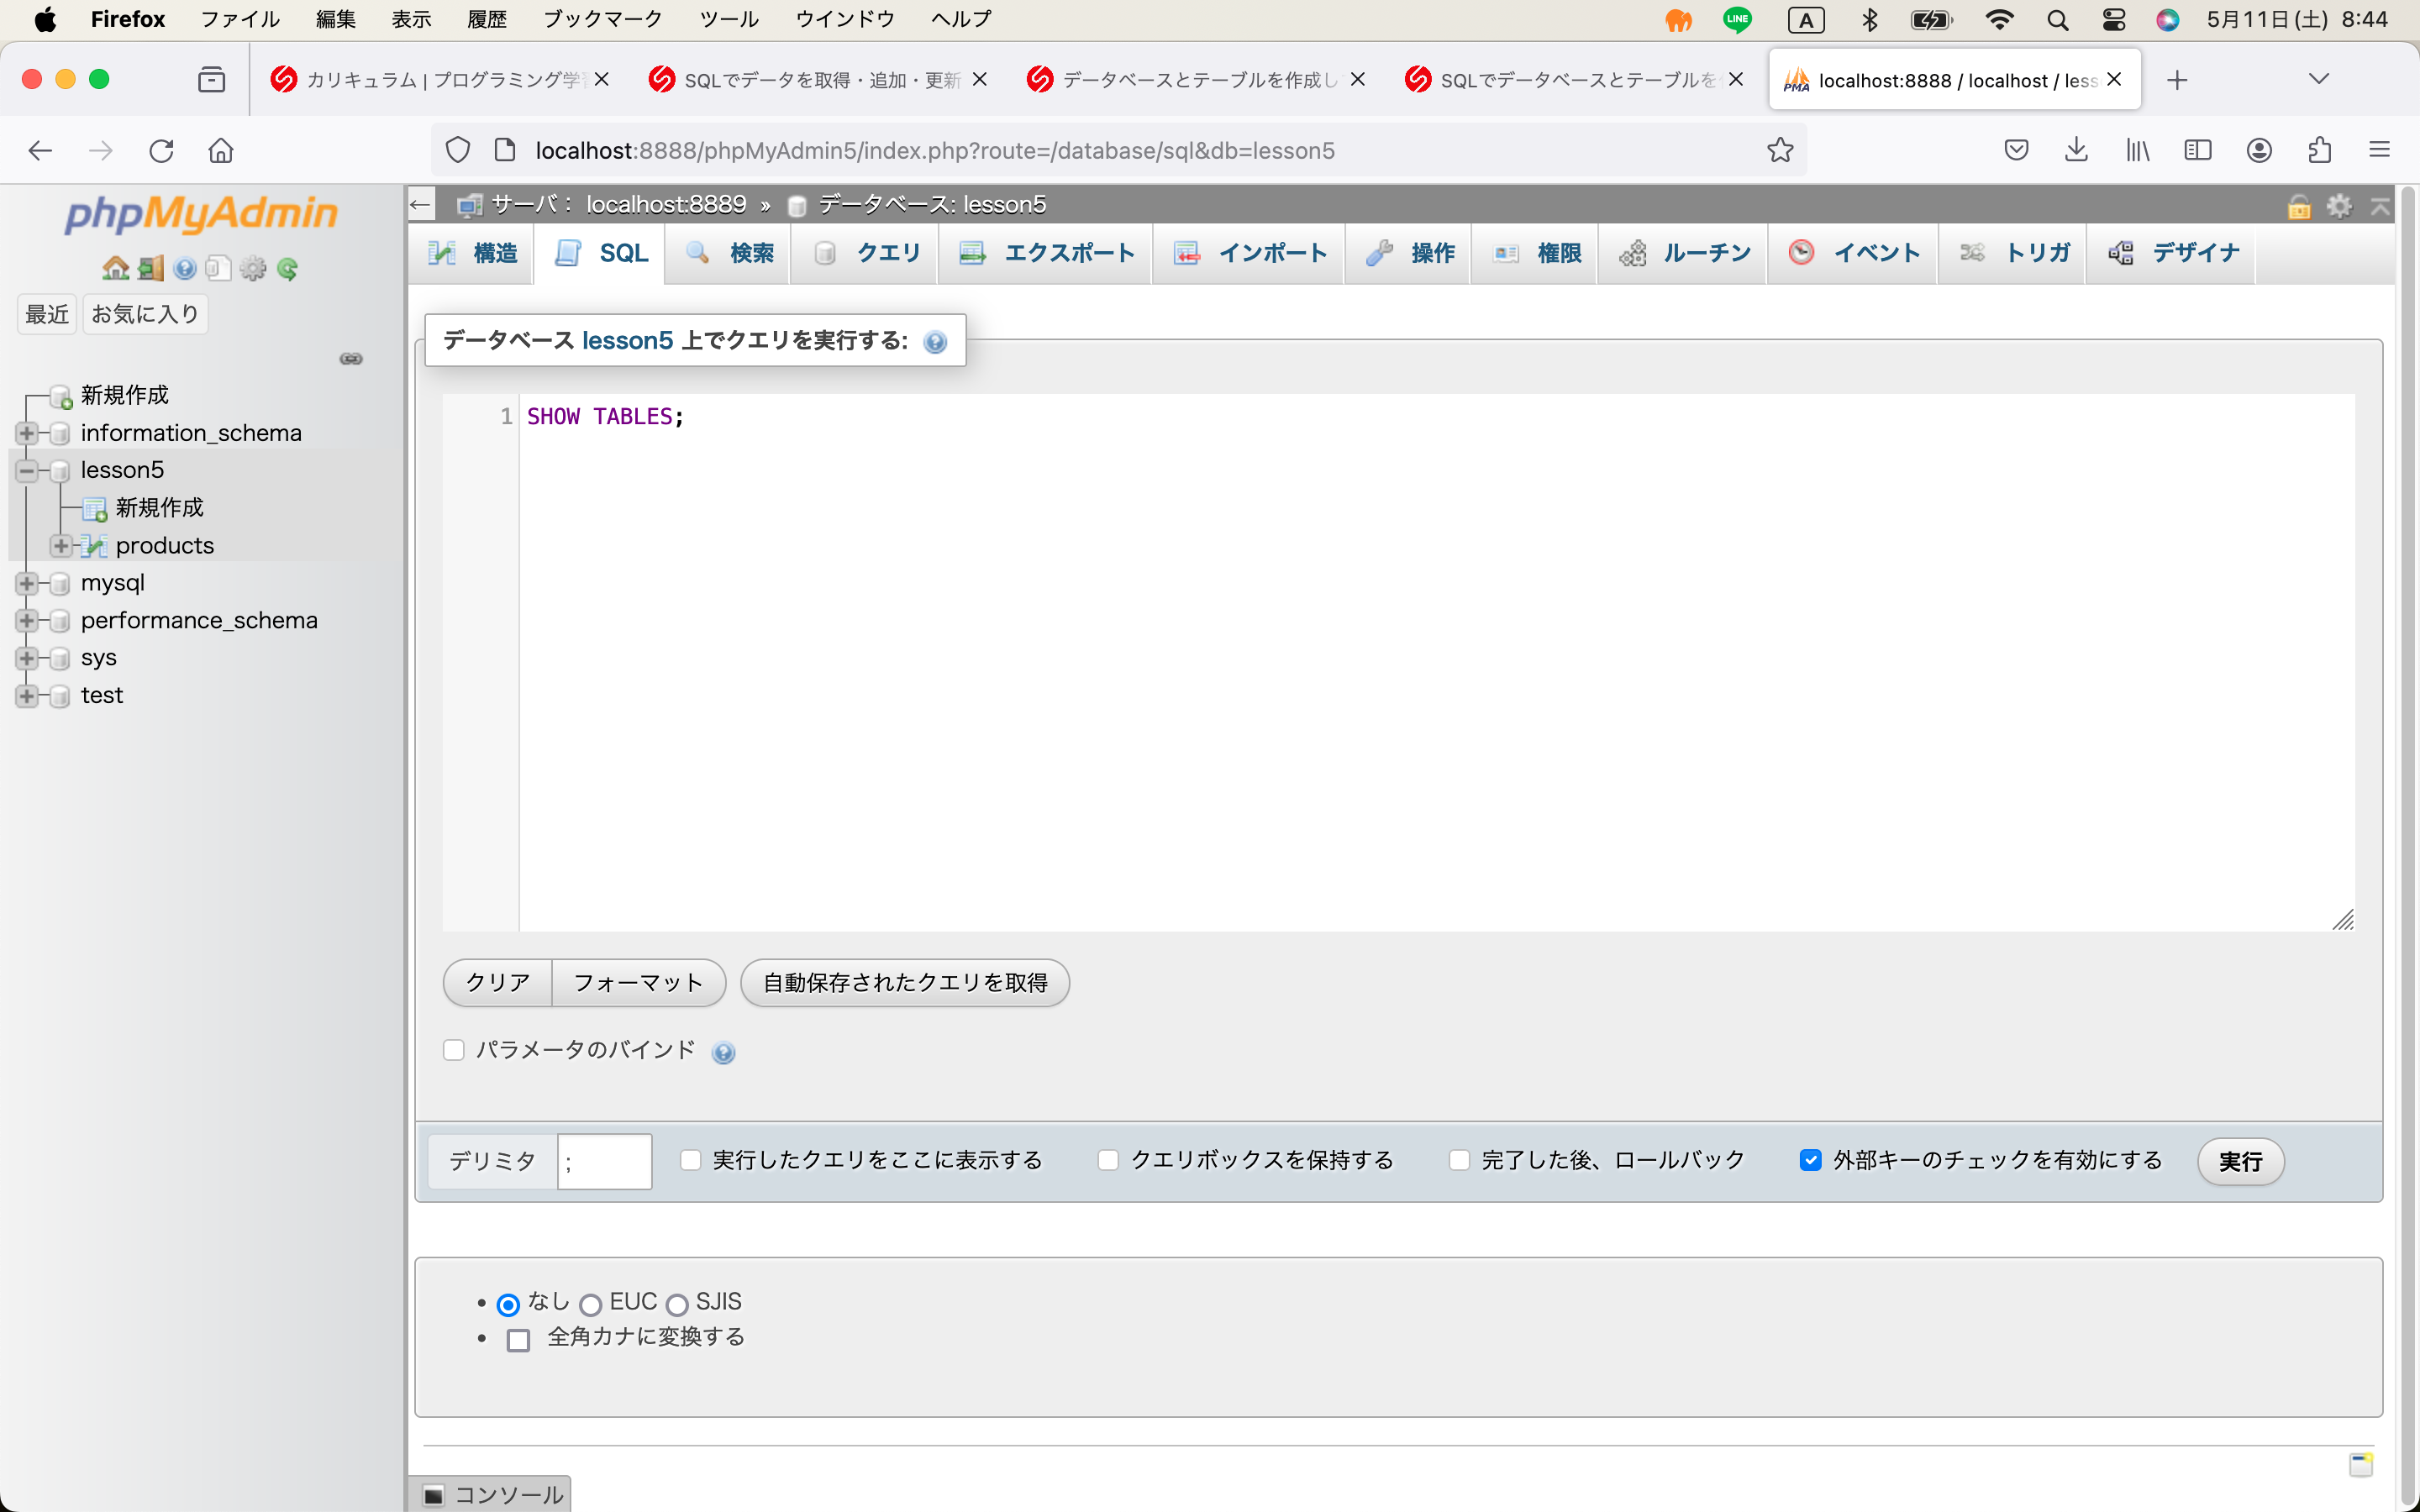 Firefox ファイル 編集 表示 履歴 ブックマーク ツール ウインドウ ヘルプ LINE A 5月11日(土) 8:44
カリキュラム | プログラミング学 SQLでデータを取得・追加・更新 データベースとテーブルを作成し SQLでデータベースとテーブルを PMA localhost:8888 / localhost / less
localhost:8888/phpMyAdmin5/index.php?route=/database/sql&db=lesson5
phpMyAdmin
最近 お気に入り
新規作成
information_schema
lesson5
新規作成
products
mysql
performance_schema
sys
test
サーバ: localhost:8889 » データベース: lesson5
構造 SQL 検索 クエリ エクスポート インポート 操作 権限 ルーチン イベント トリガ デザイナ
データベース lesson5 上でクエリを実行する:
1 SHOW TABLES;
クリア フォーマット 自動保存されたクエリを取得
パラメータのバインド
デリミタ ; 実行したクエリをここに表示する クエリボックスを保持する 完了した後、ロールバック 外部キーのチェックを有効にする 実行
• なし EUC SJIS
• 全角カナに変換する
コンソール